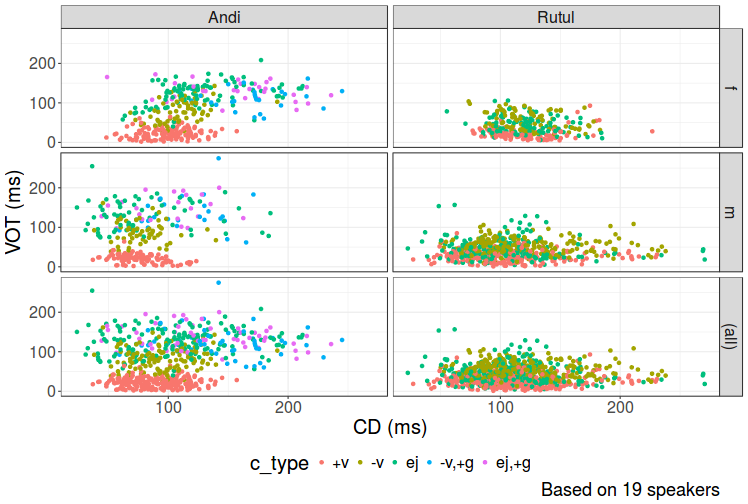 Andi Rutul
200
100
0
f
200
100
0
m
200
100
0
(all)
VOT (ms)
100 200 100 200
CD (ms)
c_type +v -v ej -v,+g ej,+g
Based on 19 speakers